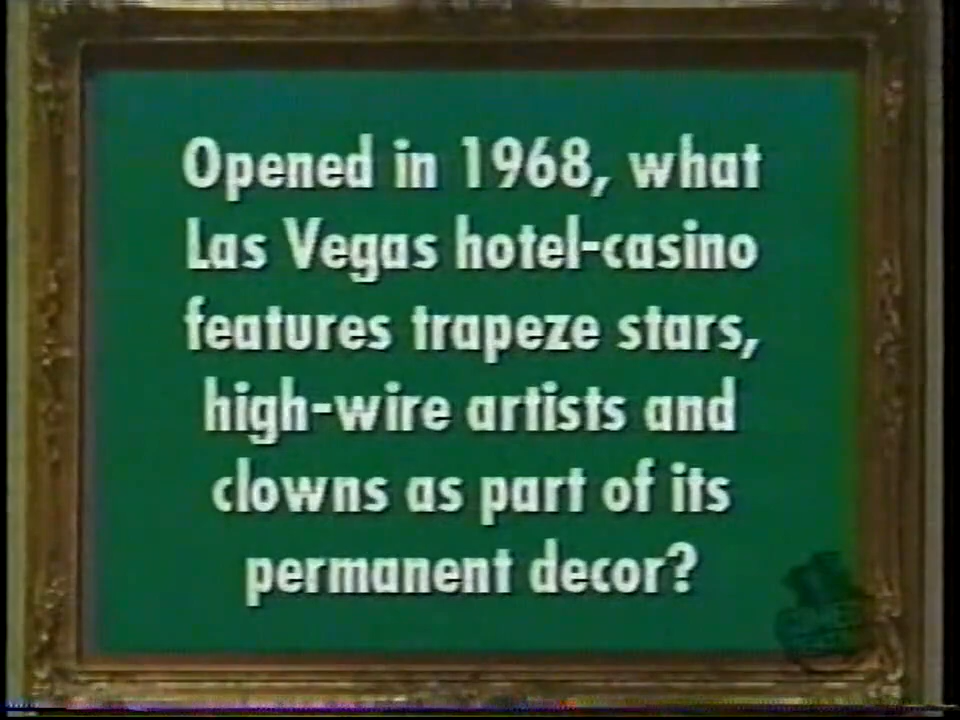 Opened in 1968, what
Las Vegas hotel-casino
features trapeze stars,
high-wire artists and
clowns as part of its
permanent decor?